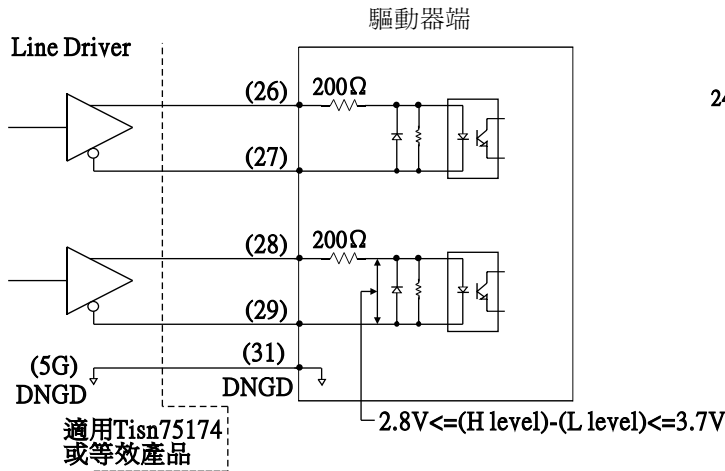 驅動器端
Line Driver
(26) 200Ω
24
(27)
(28) 200Ω
(29)
(5G) (31)
DNGD DNGD
2.8V<=(H level)-(L level)<=3.7V
適用Tisn75174
或等效產品